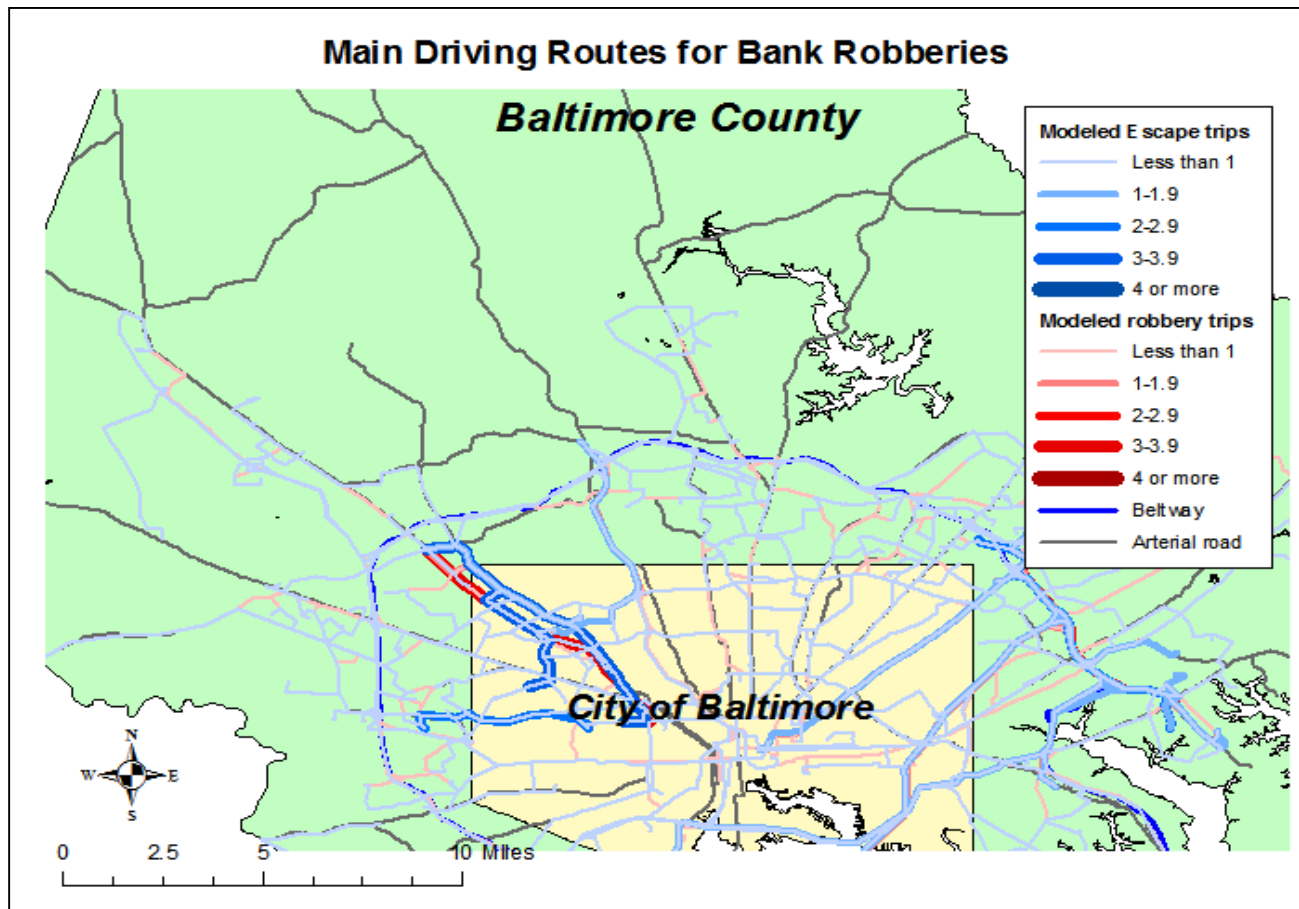 Main Driving Routes for Bank Robberies
Baltimore County
Modeled E scape trips
Less than 1
1-1.9
2-2.9
3-3.9
4 or more
Modeled robbery trips
Less than 1
1-1.9
2-2.9
3-3.9
4 or more
Beltway
Arterial road
City of Baltimore
N
W E
S
0 2.5 5 10 Miles